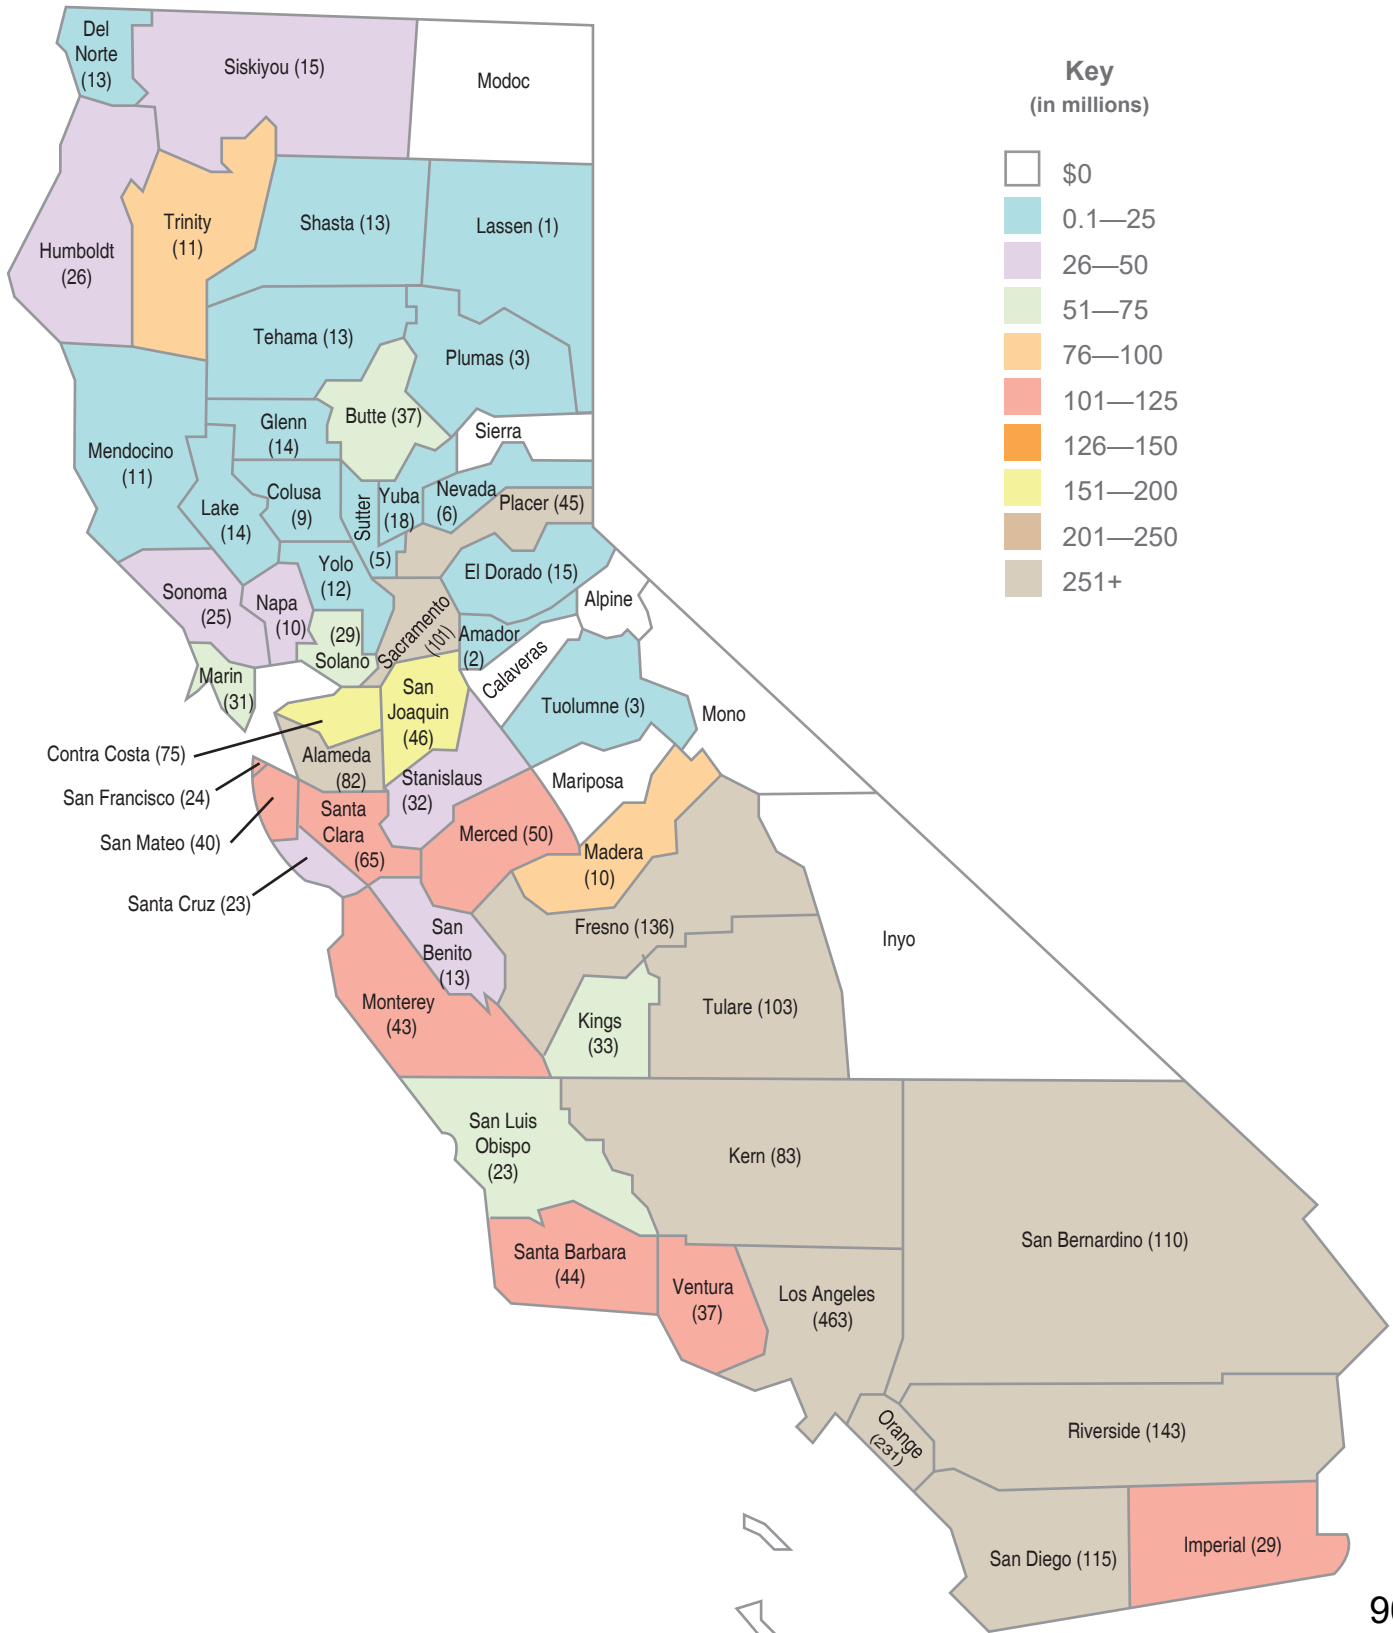 Del
Norte
(13)
Siskiyou (15)
Modoc
Key
(in millions)
$0
0.1—25
26—50
51—75
76—100
101—125
126—150
151—200
201—250
251+
Humboldt
(26)
Trinity
(11)
Shasta (13)
Lassen (1)
Tehama (13)
Plumas (3)
Butte (37)
Glenn
(14)
Sierra
Mendocino
(11)
Lake
(14)
Colusa
(9)
Sutter
(5)
Yuba
(18)
Nevada
(6)
Placer (45)
Yolo
(12)
El Dorado (15)
Sonoma
(25)
Napa
(10)
(29)
Solano
Sacramento
(101)
Amador
(2)
Alpine
Calaveras
Marin
(31)
San
Joaquin
(46)
Tuolumne (3)
Mono
Contra Costa (75)
Alameda
(82)
Stanislaus
(32)
Mariposa
San Francisco (24)
San Mateo (40)
Santa
Clara
(65)
Merced (50)
Madera
(10)
Santa Cruz (23)
San
Benito
(13)
Fresno (136)
Inyo
Monterey
(43)
Kings
(33)
Tulare (103)
San Luis
Obispo
(23)
Kern (83)
San Bernardino (110)
Santa Barbara
(44)
Ventura
(37)
Los Angeles
(463)
Orange
(231)
Riverside (143)
San Diego (115)
Imperial (29)